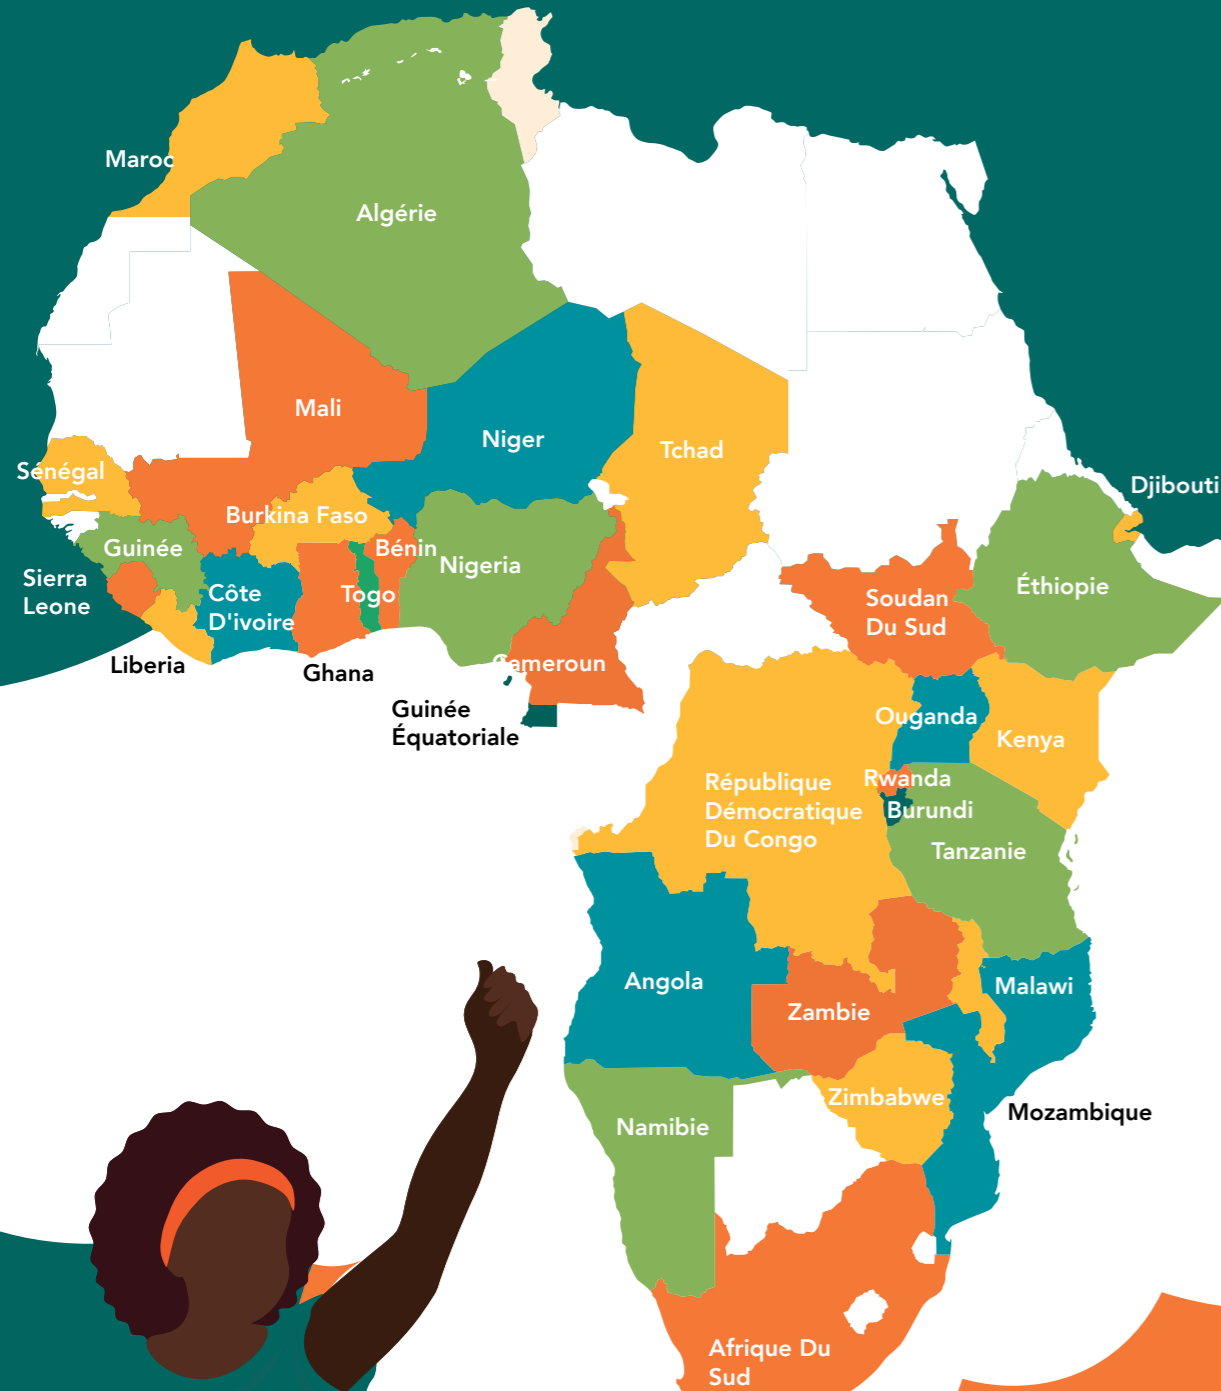 Maroc
Algérie
Mali
Niger
Tchad
Sénégal
Djibouti
Burkina Faso
Guinée
Bénin
Nigeria
Sierra
Leone
Côte
D'ivoire
Togo
Soudan
Du Sud
Éthiopie
Liberia
Ghana
Cameroun
Guinée
Équatoriale
Ouganda
Kenya
République
Démocratique
Du Congo
Rwanda
Burundi
Tanzanie
Angola
Malawi
Zambie
Zimbabwe
Mozambique
Namibie
Afrique Du
Sud